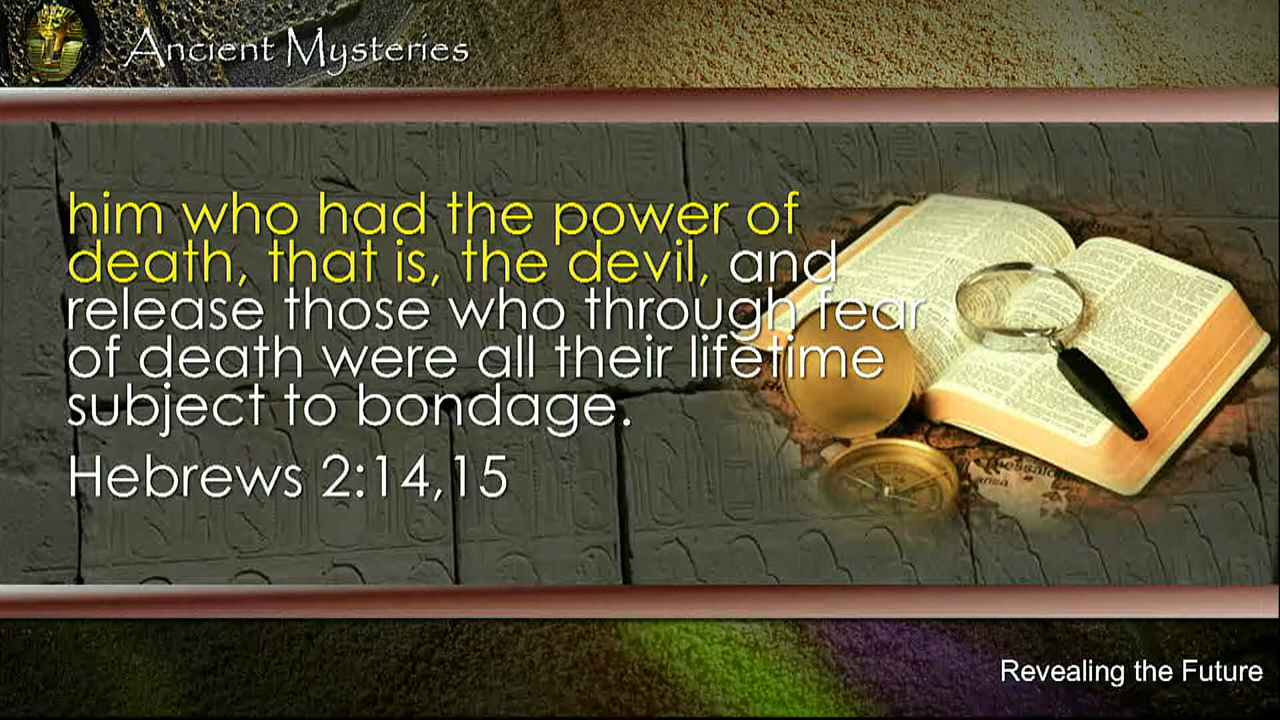 Ancient Mysteries
him who had the power of
death, that is, the devil, and
release those who through fear
of death were all their lifetime
subject to bondage.
Hebrews 2:14,15
Revealing the Future